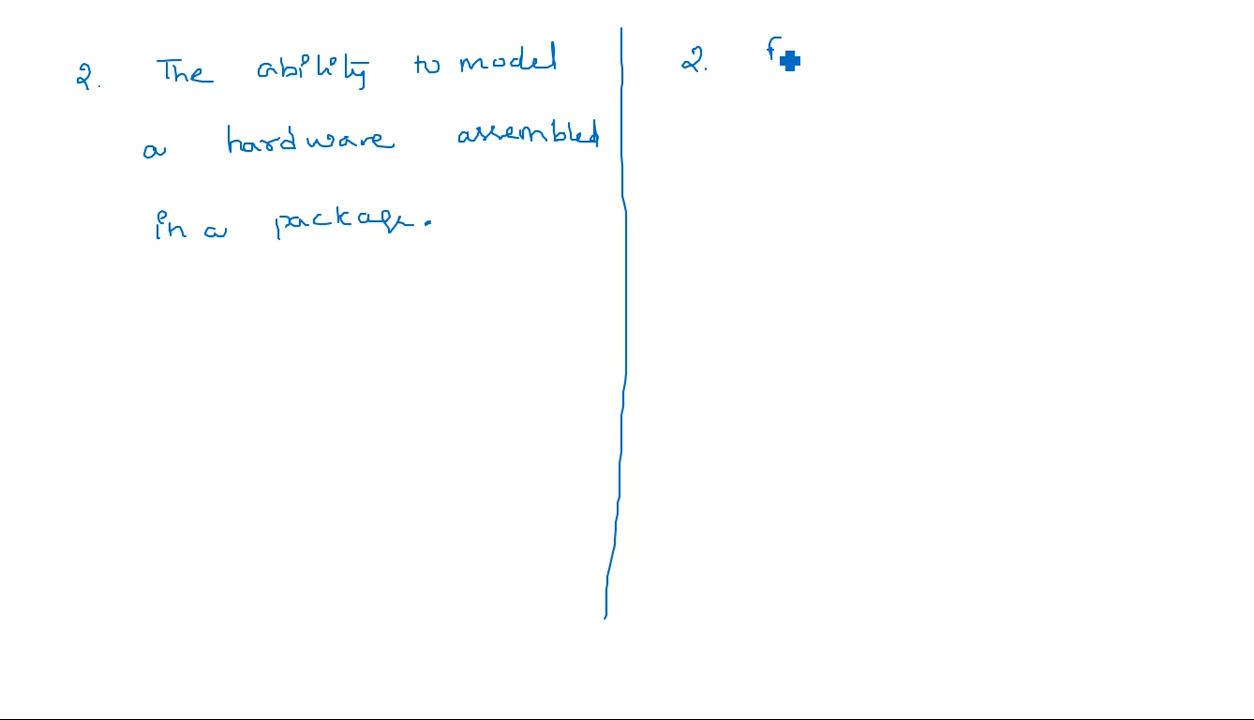 2. The ability to model
a hardware assembled
in a package.
2. f